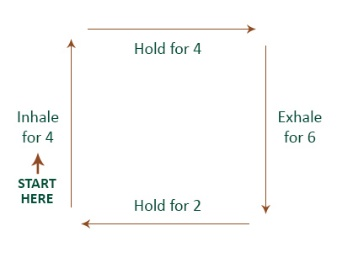 Hold for 4
Inhale
for 4
Exhale
for 6
START
HERE
Hold for 2